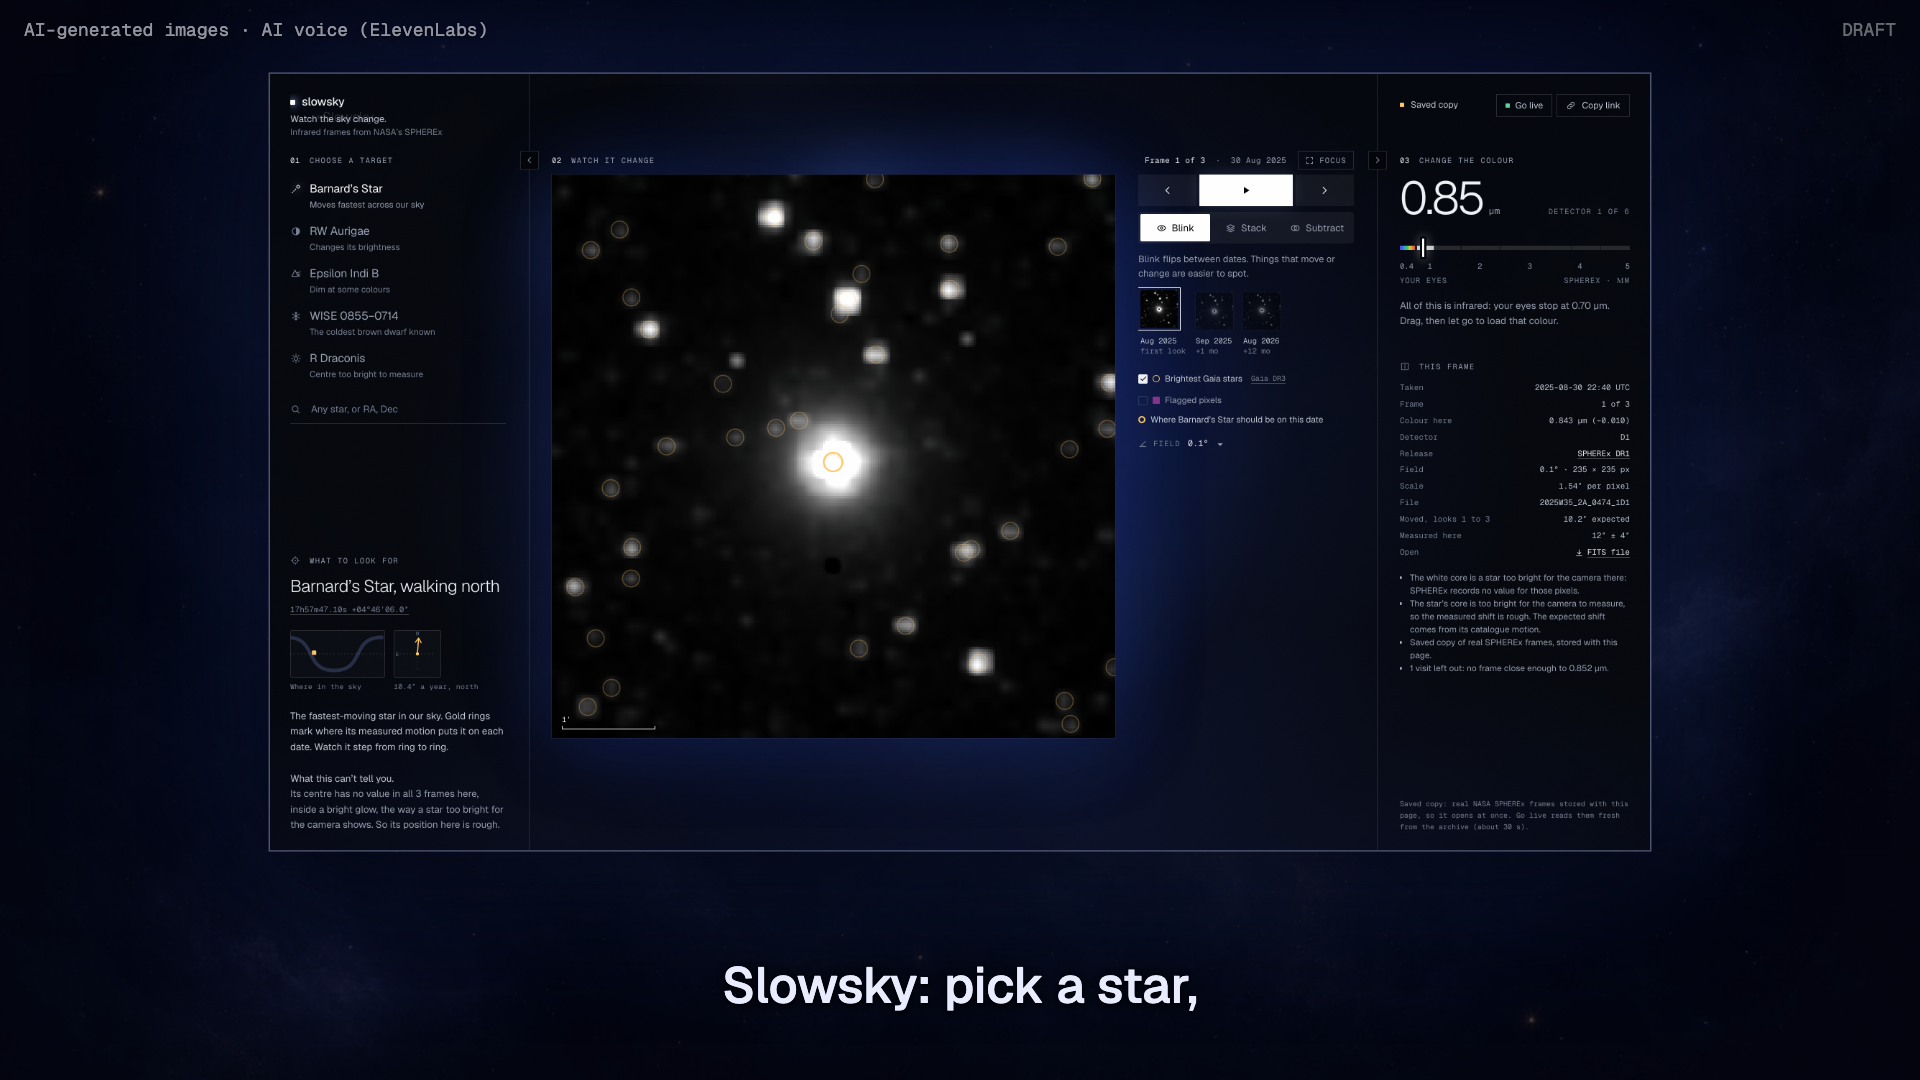 AI-generated images · AI voice (ElevenLabs)
DRAFT
slowsky
Watch the sky change.
Infrared frames from NASA's SPHEREx
01 CHOOSE A TARGET
Barnard's Star
Moves fastest across our sky
RW Aurigae
Changes its brightness
Epsilon Indi B
Dim at some colours
WISE 0855–0714
The coldest brown dwarf known
R Draconis
Centre too bright to measure
Any star, or RA, Dec
WHAT TO LOOK FOR
Barnard's Star, walking north
17h57m47.10s +04°46'06.0"
Where in the sky
10.4" a year, north
The fastest-moving star in our sky. Gold rings
mark where its measured motion puts it on each
date. Watch it step from ring to ring.
What this can't tell you.
Its centre has no value in all 3 frames here,
inside a bright glow, the way a star too bright for
the camera shows. So its position here is rough.
02 WATCH IT CHANGE
1'
Frame 1 of 3 · 30 Aug 2025
FOCUS
Blink
Stack
Subtract
Blink flips between dates. Things that move or
change are easier to spot.
Aug 2025
first look
Sep 2025
+1 mo
Aug 2026
+12 mo
Brightest Gaia stars Gaia DR3
Flagged pixels
Where Barnard's Star should be on this date
FIELD 0.1°
Saved copy
Go live
Copy link
03 CHANGE THE COLOUR
0.85 µm
DETECTOR 1 OF 6
0.4 1 2 3 4 5
YOUR EYES
SPHEREX · MW
All of this is infrared: your eyes stop at 0.70 µm.
Drag, then let go to load that colour.
THIS FRAME
Taken 2025-08-30 22:40 UTC
Frame 1 of 3
Colour here 0.843 µm (-0.010)
Detector D1
Release SPHEREx DR1
Field 0.1° · 235 × 235 px
Scale 1.54" per pixel
File 2025W35_2A_0474_1D1
Moved, looks 1 to 3 10.2" expected
Measured here 12" ± 4"
Open FITS file
• The white core is a star too bright for the camera there:
SPHEREx records no value for those pixels.
• The star's core is too bright for the camera to measure,
so the measured shift is rough. The expected shift
comes from its catalogue motion.
• Saved copy of real SPHEREx frames, stored with this
page.
• 1 visit left out: no frame close enough to 0.852 µm.
Saved copy: real NASA SPHEREx frames stored with this
page, so it opens at once. Go live reads them fresh
from the archive (about 30 s).
Slowsky: pick a star,